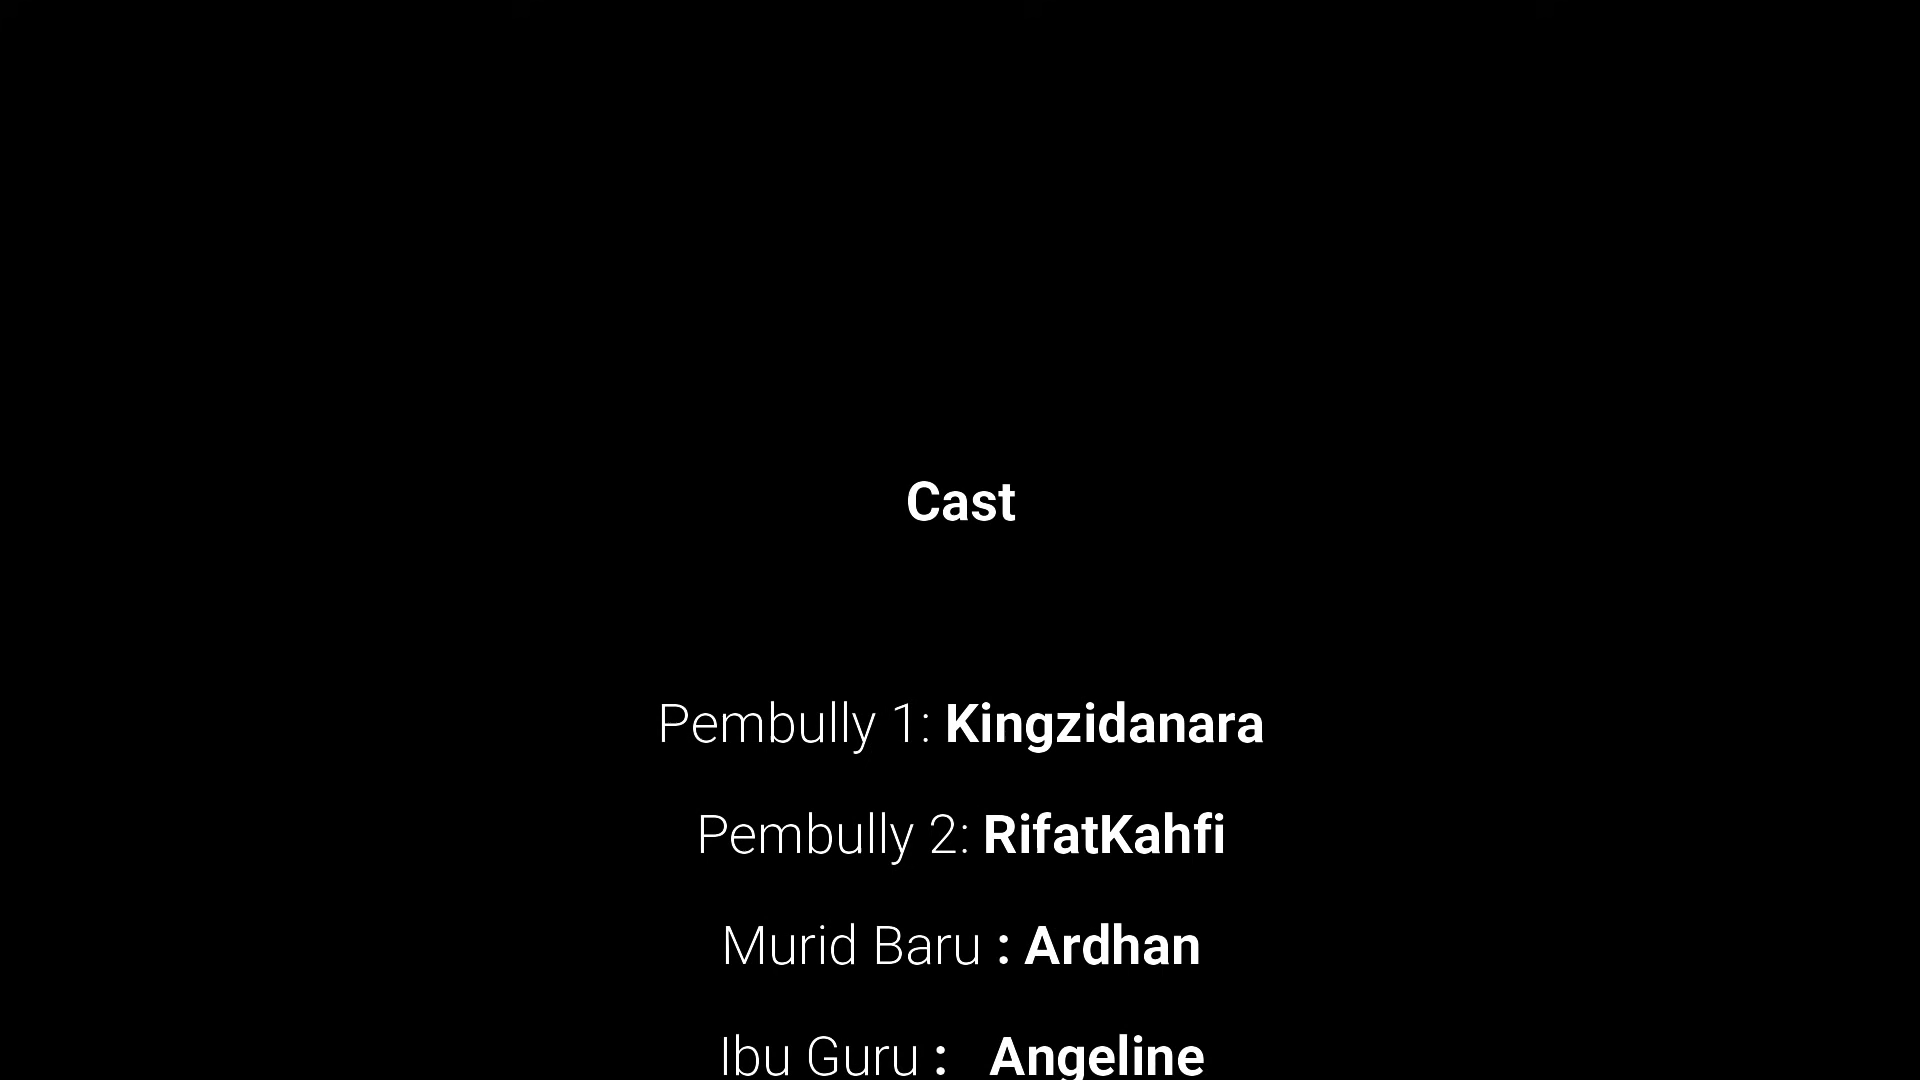 Cast
Pembully 1: Kingzidanara
Pembully 2: RifatKahfi
Murid Baru : Ardhan
Ibu Guru : Angeline